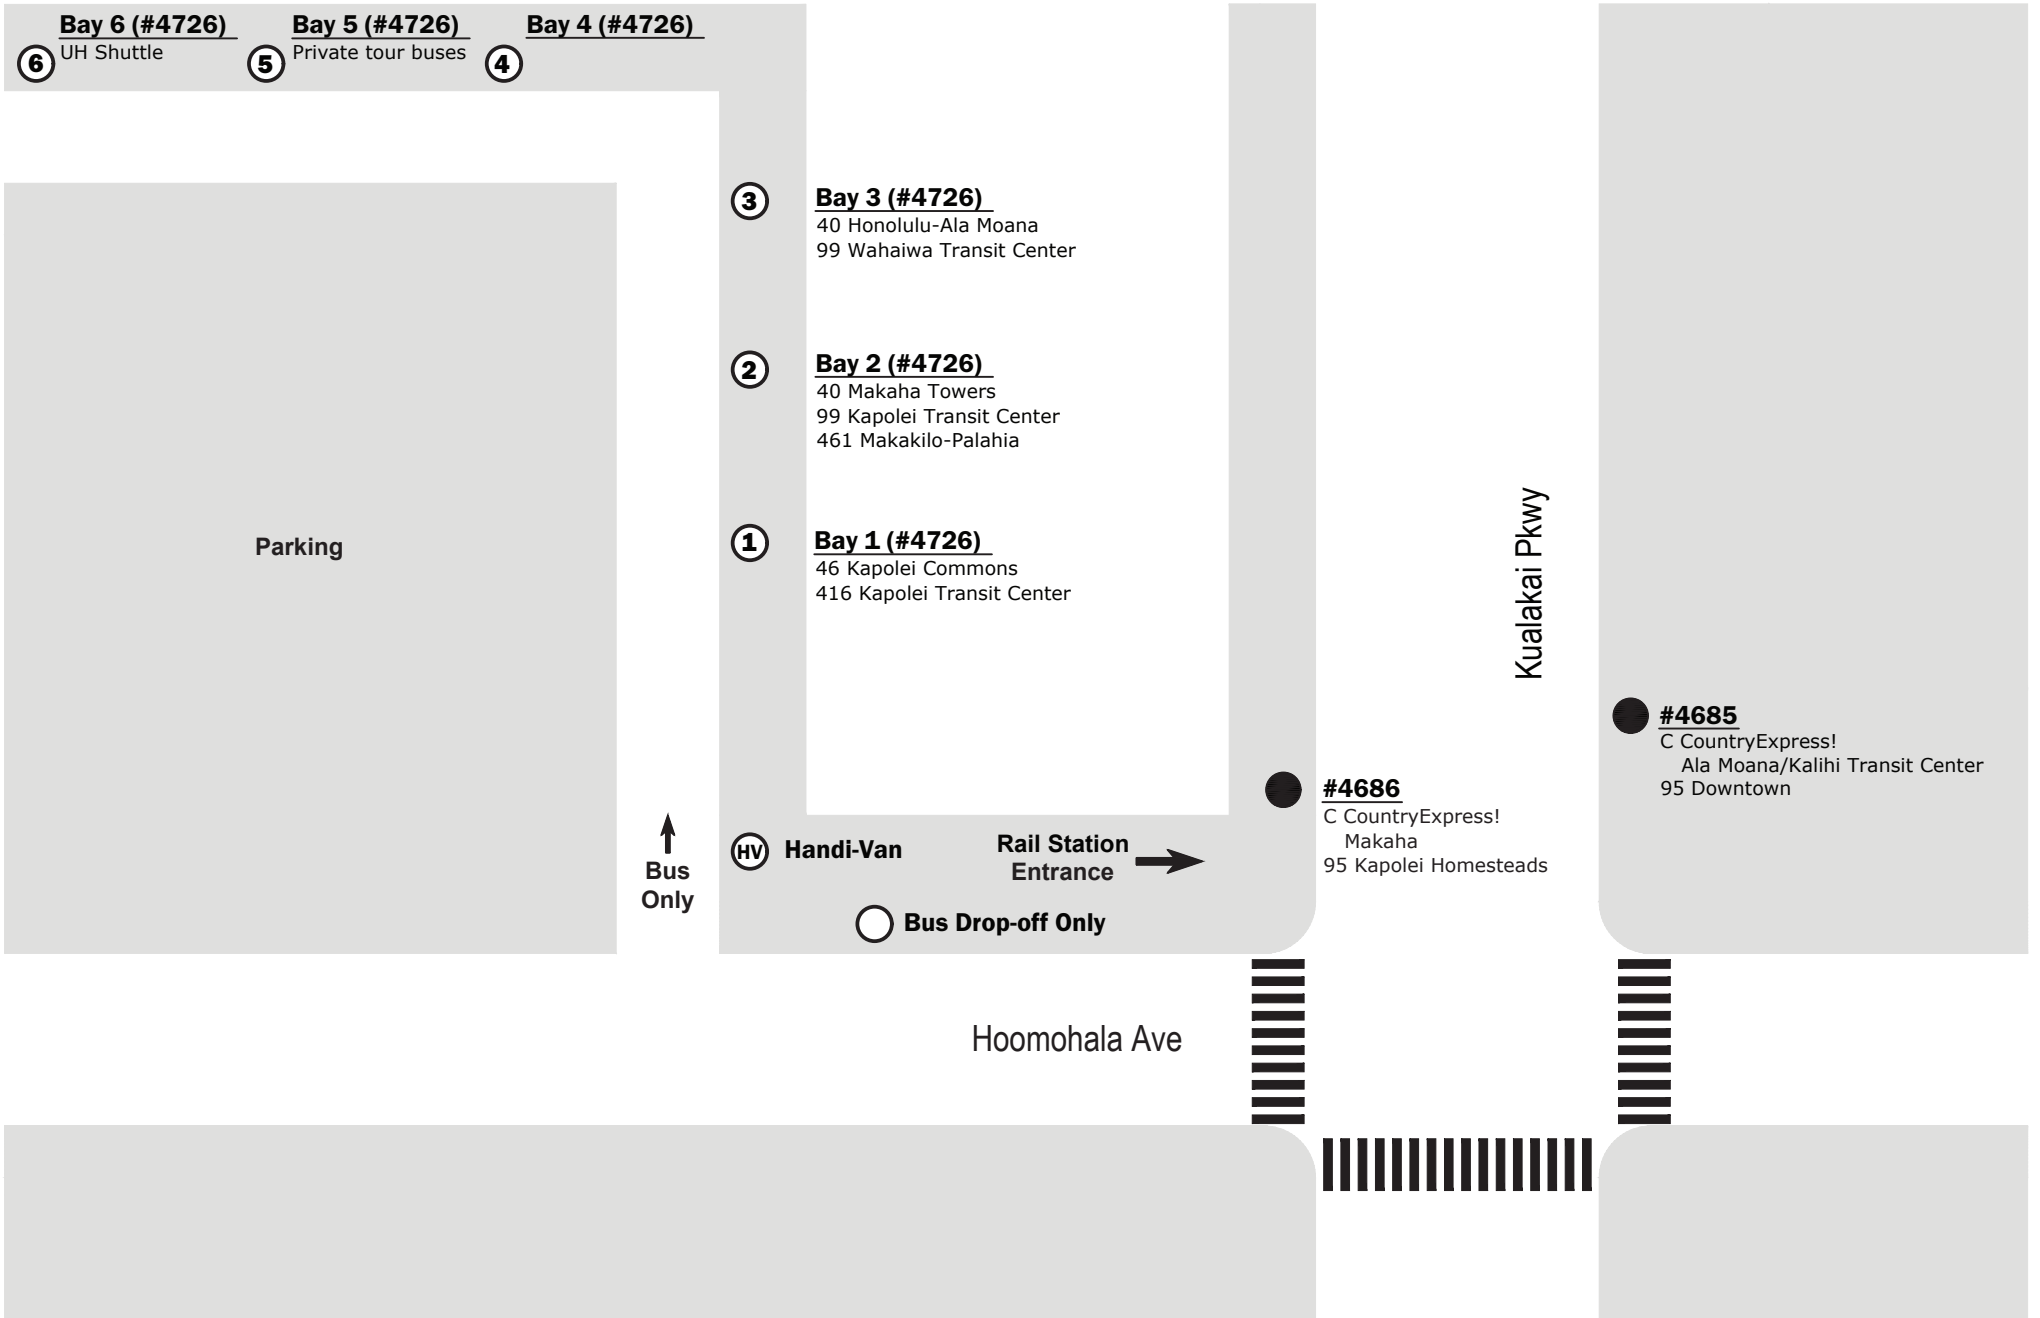 Bay 6 (#4726)
UH Shuttle
6
Bay 5 (#4726)
Private tour buses
5
Bay 4 (#4726)
4
3
Bay 3 (#4726)
40 Honolulu-Ala Moana
99 Wahaiwa Transit Center
2
Bay 2 (#4726)
40 Makaha Towers
99 Kapolei Transit Center
461 Makakilo-Palahia
1
Bay 1 (#4726)
46 Kapolei Commons
416 Kapolei Transit Center
Parking
Kualakai Pkwy
#4685
C CountryExpress!
Ala Moana/Kalihi Transit Center
95 Downtown
#4686
C CountryExpress!
Makaha
95 Kapolei Homesteads
Bus
Only
HV
Handi-Van
Rail Station
Entrance
Bus Drop-off Only
Hoomohala Ave